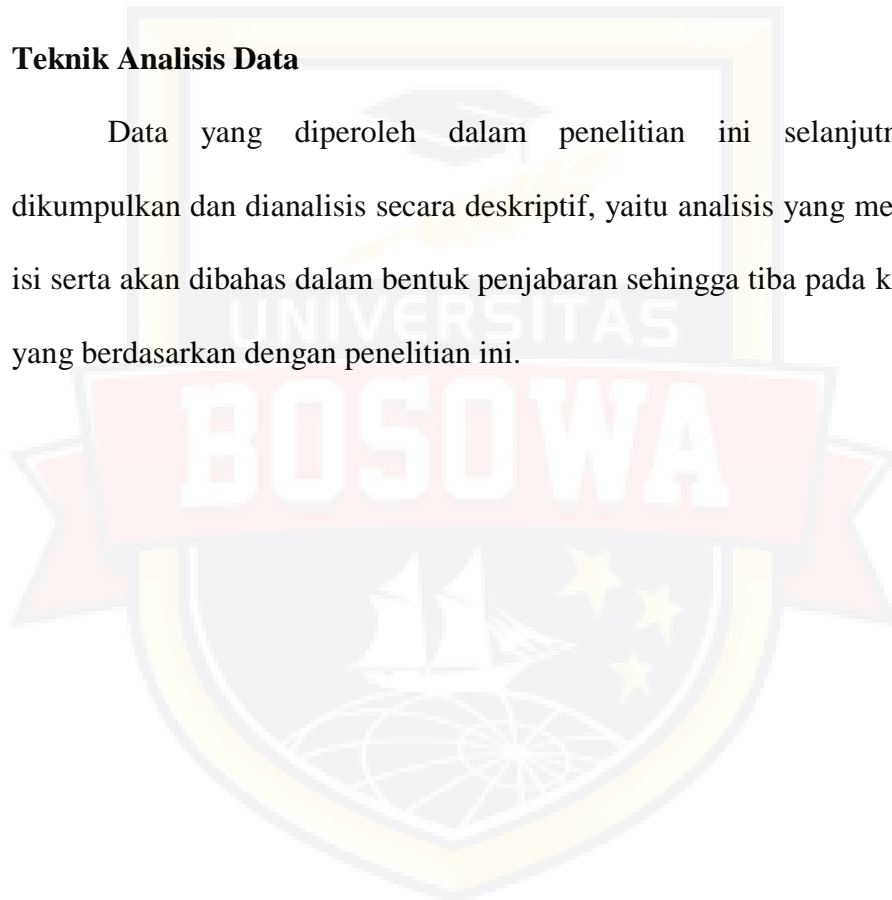 Teknik Analisis Data
Data yang diperoleh dalam penelitian ini
dikumpulkan dan dianalisis secara deskriptif, yaitu analisis yang
isi serta akan dibahas dalam bentuk penjabaran sehingga tiba pada
UNIVERSITAS
yang berdasarkan dengan penelitian ini.
BOSOWA